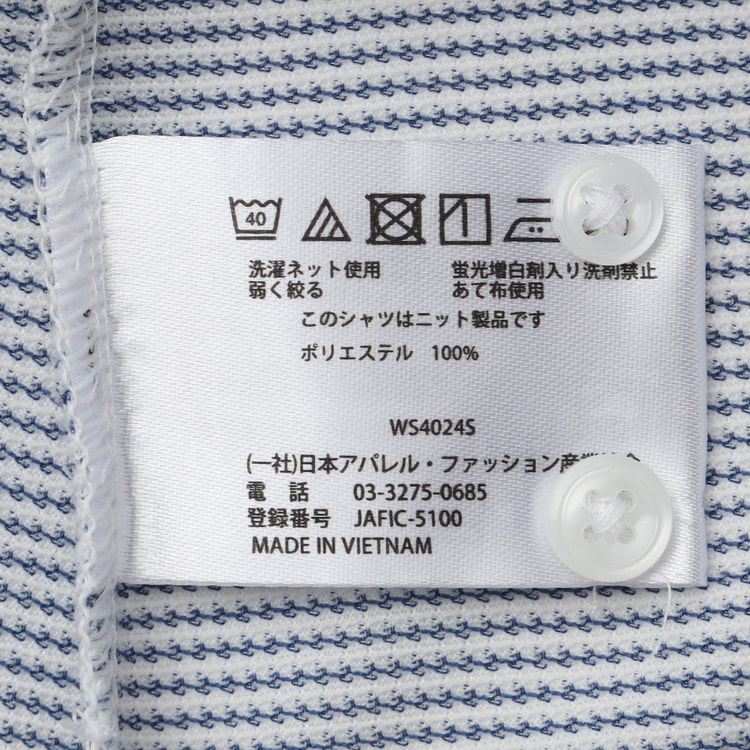 40
洗濯ネット使用 蛍光増白剤入り洗剤禁止
弱く絞る あて布使用
このシャツはニット製品です
ポリエステル 100%
WS4024S
(一社)日本アパレル・ファッション産業
電話 03-3275-0685
登録番号 JAFIC-5100
MADE IN VIETNAM